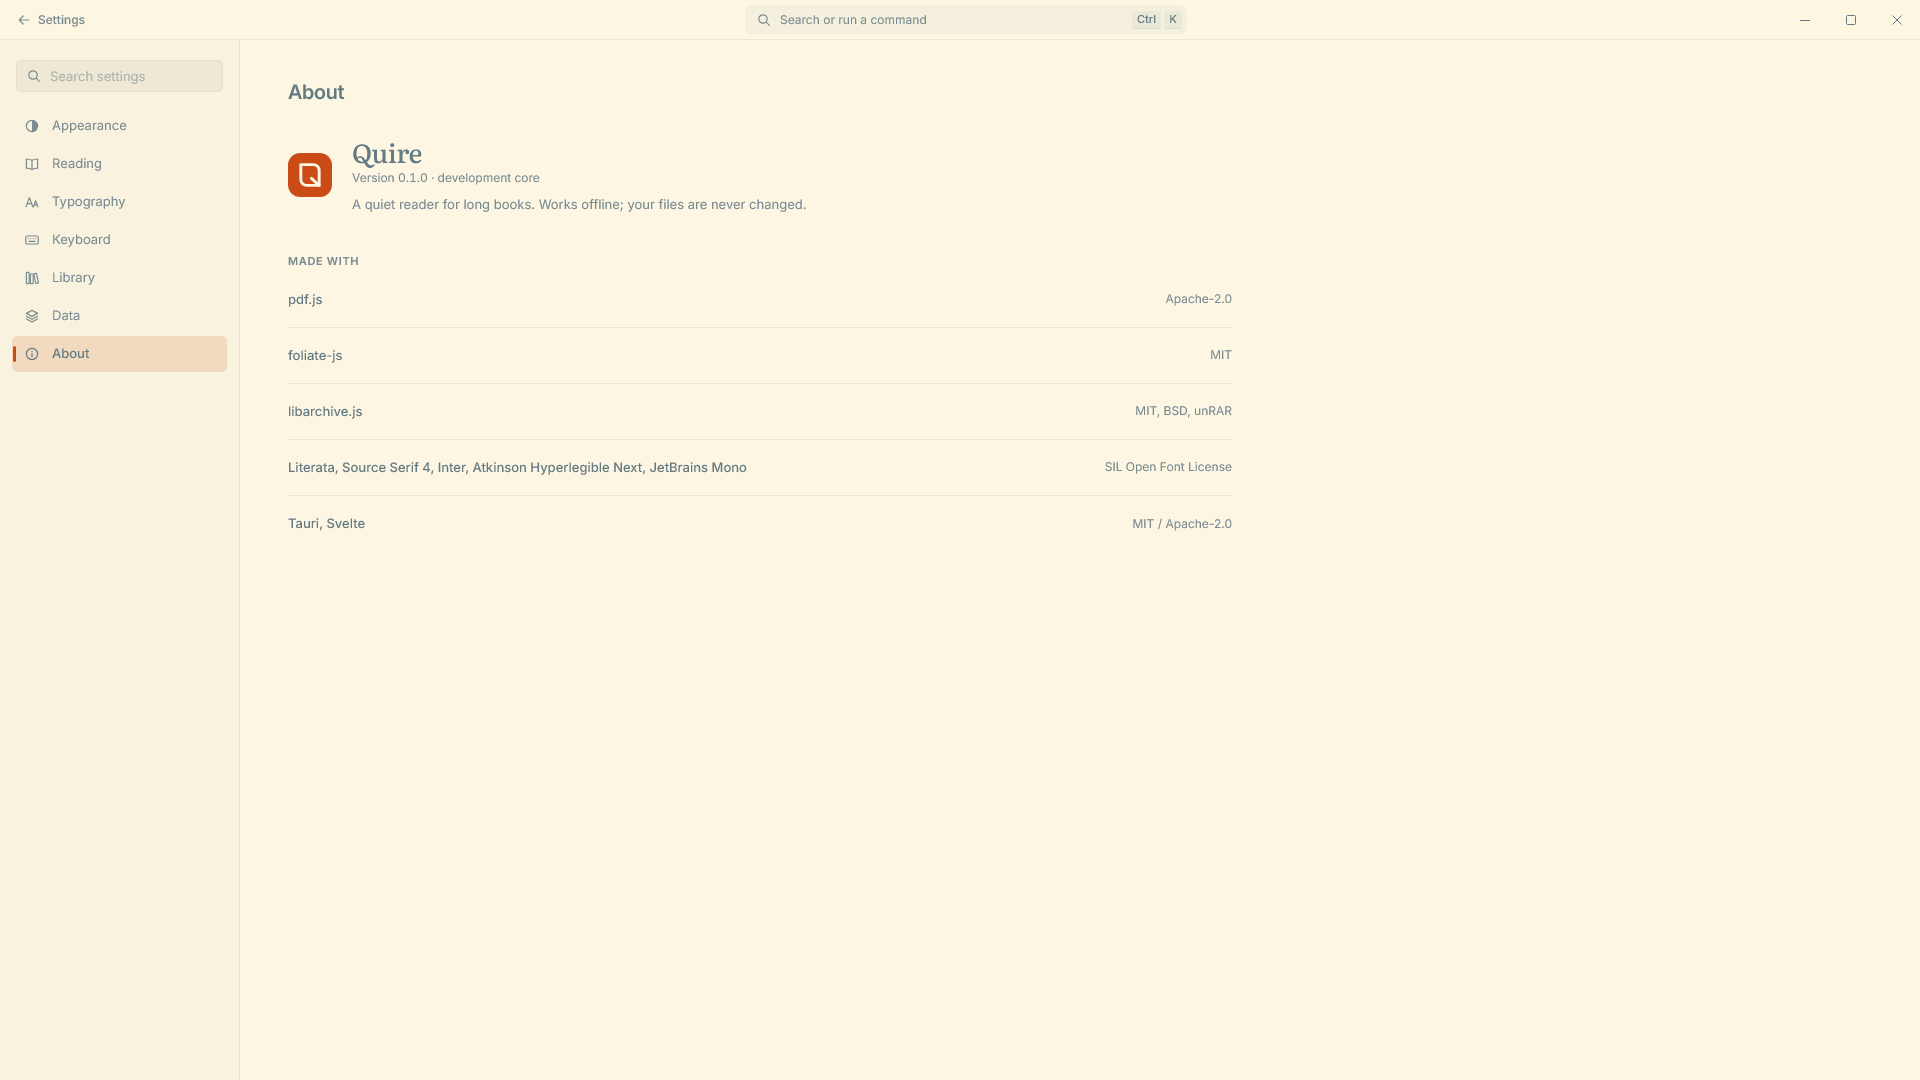 Settings
Search or run a command
Ctrl K
Search settings
Appearance
Reading
Typography
Keyboard
Library
Data
About
About
Quire
Version 0.1.0 · development core
A quiet reader for long books. Works offline; your files are never changed.
MADE WITH
pdf.js
Apache-2.0
foliate-js
MIT
libarchive.js
MIT, BSD, unRAR
Literata, Source Serif 4, Inter, Atkinson Hyperlegible Next, JetBrains Mono
SIL Open Font License
Tauri, Svelte
MIT / Apache-2.0